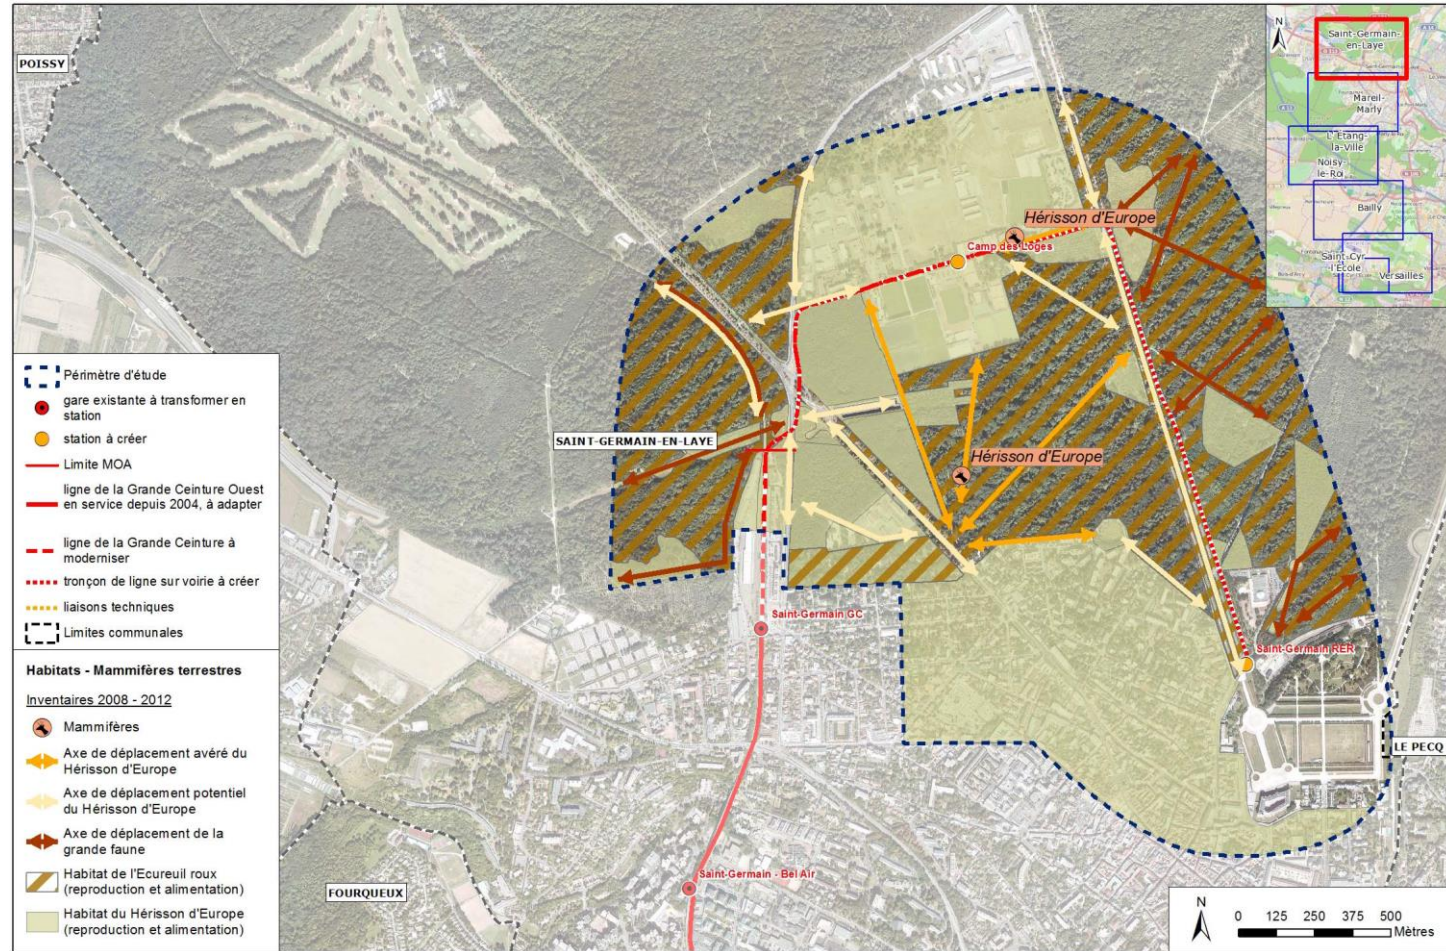 POISSY
N
Saint-Germain-
en-Laye
Mareil-
Marly
L'Etang-
la-Ville
Noisy-
le-Roi
Bailly
Saint-Cyr-
l'École
Versailles
Hérisson d'Europe
Camp des Loges
SAINT-GERMAIN-EN-LAYE
Hérisson d'Europe
Saint-Germain GC
Saint-Germain RER
LE PECQ
Saint-Germain - Bel Air
FOURQUEUX
Périmètre d'étude
gare existante à transformer en
station
station à créer
Limite MOA
ligne de la Grande Ceinture Ouest
en service depuis 2004, à adapter
ligne de la Grande Ceinture à
moderniser
tronçon de ligne sur voirie à créer
liaisons techniques
Limites communales
Habitats - Mammifères terrestres
Inventaires 2008 - 2012
Mammifères
Axe de déplacement avéré du
Hérisson d'Europe
Axe de déplacement potentiel
du Hérisson d'Europe
Axe de déplacement de la
grande faune
Habitat de l'Ecureuil roux
(reproduction et alimentation)
Habitat du Hérisson d'Europe
(reproduction et alimentation)
N
0 125 250 375 500
Mètres